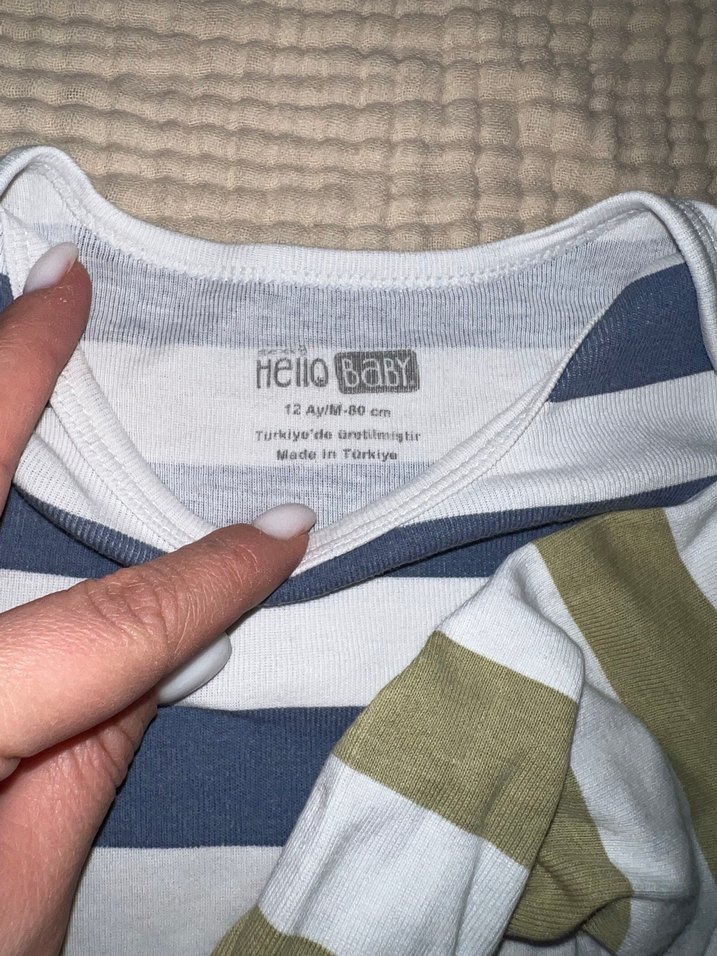 Hello BABY
12 Ay/M-80 cm
Türkiye'de üretilmiştir
Made in Türkiye